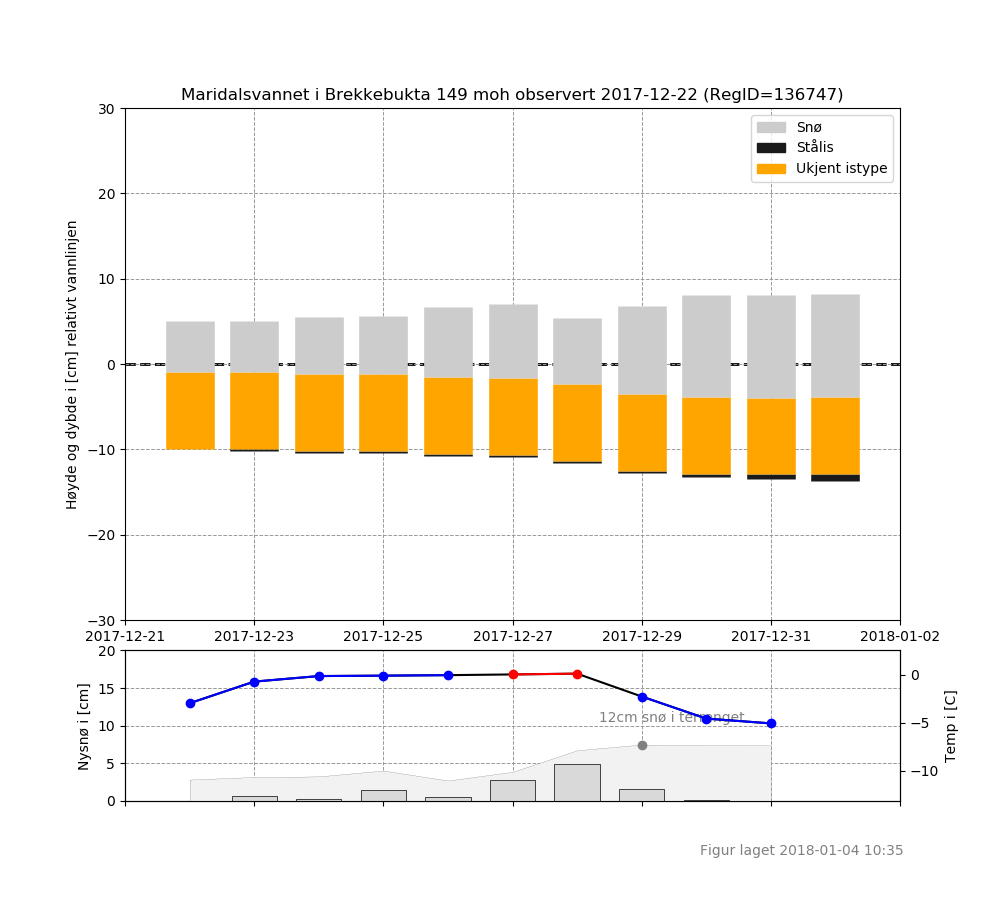 Maridalsvannet i Brekkebukta 149 moh observert 2017-12-22 (RegID=136747)
Høyde og dybde i [cm] relativt vannlinjen
30
20
10
0
−10
−20
−30
Snø
Stålis
Ukjent istype
2017-12-21 2017-12-23 2017-12-25 2017-12-27 2017-12-29 2017-12-31 2018-01-02
Nysnø i [cm]
20
15
10
5
0
12cm snø i terrenget
0
−5
−10
Temp i [C]
Figur laget 2018-01-04 10:35